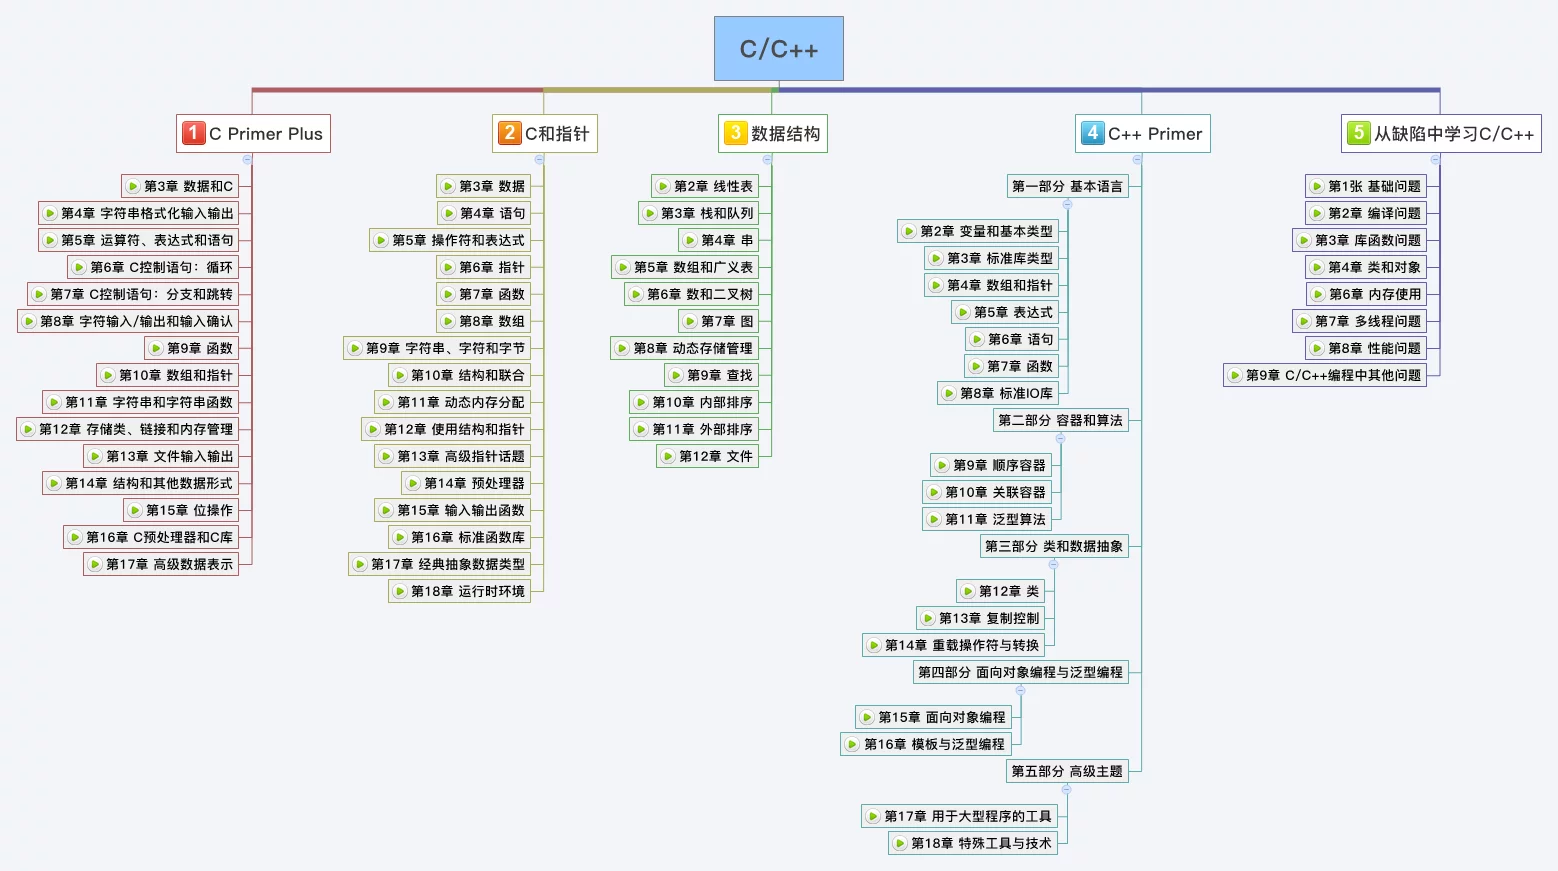 C/C++
1 C Primer Plus
第3章 数据和C
第4章 字符串格式化输入输出
第5章 运算符、表达式和语句
第6章 C控制语句：循环
第7章 C控制语句：分支和跳转
第8章 字符输入/输出和输入确认
第9章 函数
第10章 数组和指针
第11章 字符串和字符串函数
第12章 存储类、链接和内存管理
第13章 文件输入输出
第14章 结构和其他数据形式
第15章 位操作
第16章 C预处理器和C库
第17章 高级数据表示
2 C和指针
第3章 数据
第4章 语句
第5章 操作符和表达式
第6章 指针
第7章 函数
第8章 数组
第9章 字符串、字符和字节
第10章 结构和联合
第11章 动态内存分配
第12章 使用结构和指针
第13章 高级指针话题
第14章 预处理器
第15章 输入输出函数
第16章 标准函数库
第17章 经典抽象数据类型
第18章 运行时环境
3 数据结构
第2章 线性表
第3章 栈和队列
第4章 串
第5章 数组和广义表
第6章 数和二叉树
第7章 图
第8章 动态存储管理
第9章 查找
第10章 内部排序
第11章 外部排序
第12章 文件
4 C++ Primer
第一部分 基本语言
第2章 变量和基本类型
第3章 标准库类型
第4章 数组和指针
第5章 表达式
第6章 语句
第7章 函数
第8章 标准IO库
第二部分 容器和算法
第9章 顺序容器
第10章 关联容器
第11章 泛型算法
第三部分 类和数据抽象
第12章 类
第13章 复制控制
第14章 重载操作符与转换
第四部分 面向对象编程与泛型编程
第15章 面向对象编程
第16章 模板与泛型编程
第五部分 高级主题
第17章 用于大型程序的工具
第18章 特殊工具与技术
5 从缺陷中学习C/C++
第1张 基础问题
第2章 编译问题
第3章 库函数问题
第4章 类和对象
第6章 内存使用
第7章 多线程问题
第8章 性能问题
第9章 C/C++编程中其他问题